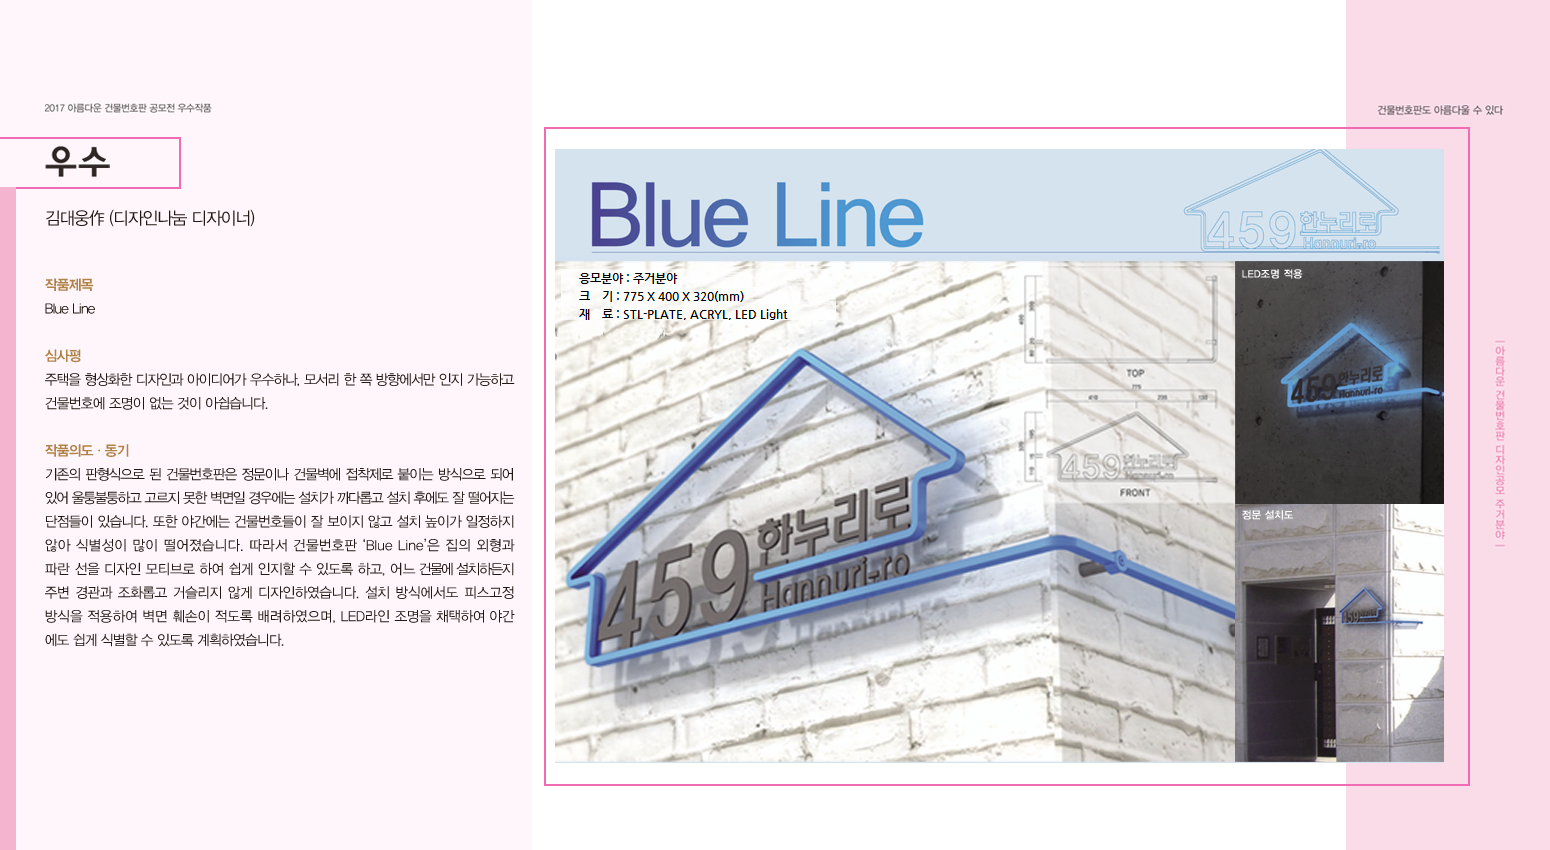 2017 아름다운 건물번호판 공모전 우수작품
우수
김대웅作 (디자인나눔 디자이너)
작품제목
Blue Line
심사평
주택을 형상화한 디자인과 아이디어가 우수하나, 모서리 한 쪽 방향에서만 인지 가능하고
건물번호에 조명이 없는 것이 아쉽습니다.
작품의도 · 동기
기존의 판형식으로 된 건물번호판은 정문이나 건물벽에 접착제로 붙이는 방식으로 되어
있어 울퉁불퉁하고 고르지 못한 벽면일 경우에는 설치가 까다롭고 설치 후에도 잘 떨어지는
단점들이 있습니다. 또한 야간에는 건물번호들이 잘 보이지 않고 설치 높이가 일정하지
않아 식별성이 많이 떨어졌습니다. 따라서 건물번호판 ‘Blue Line’은 집의 외형과
파란 선을 디자인 모티브로 하여 쉽게 인지할 수 있도록 하고, 어느 건물에 설치하든지
주변 경관과 조화롭고 거슬리지 않게 디자인하였습니다. 설치 방식에서도 피스고정
방식을 적용하여 벽면 훼손이 적도록 배려하였으며, LED라인 조명을 채택하여 야간
에도 쉽게 식별할 수 있도록 계획하였습니다.
건물번호판도 아름다울 수 있다
Blue Line
459 한누리로
Hannuri-ro
응모분야 : 주거분야
크 기 : 775 X 400 X 320(mm)
재 료 : STL-PLATE, ACRYL, LED Light
TOP
775
459 한누리로
Hannuri-ro
FRONT
459 한누리로
Hannuri-ro
LED조명 적용
459 한누리로
Hannuri-ro
정문 설치도
459
아름다운 건물번호판 디자인공모 주거분야